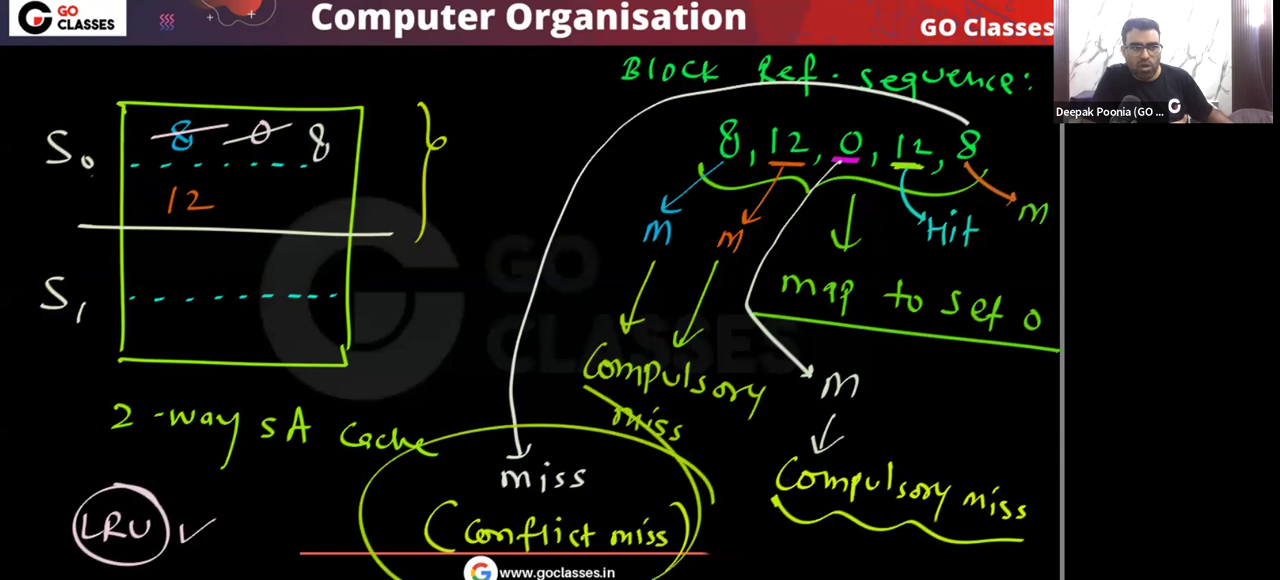 GO CLASSES
Computer Organisation
GO Classes
Deepak Poonia (GO ...
Block Ref. sequence:
8, 12, 0, 12, 8
S0
8 0 8
12
S1
M
M
Hit
M
map to set 0
Compulsory miss
M
Compulsory miss
2-way SA Cache
miss
(Conflict miss)
LRU
GO CLASSES
www.goclasses.in